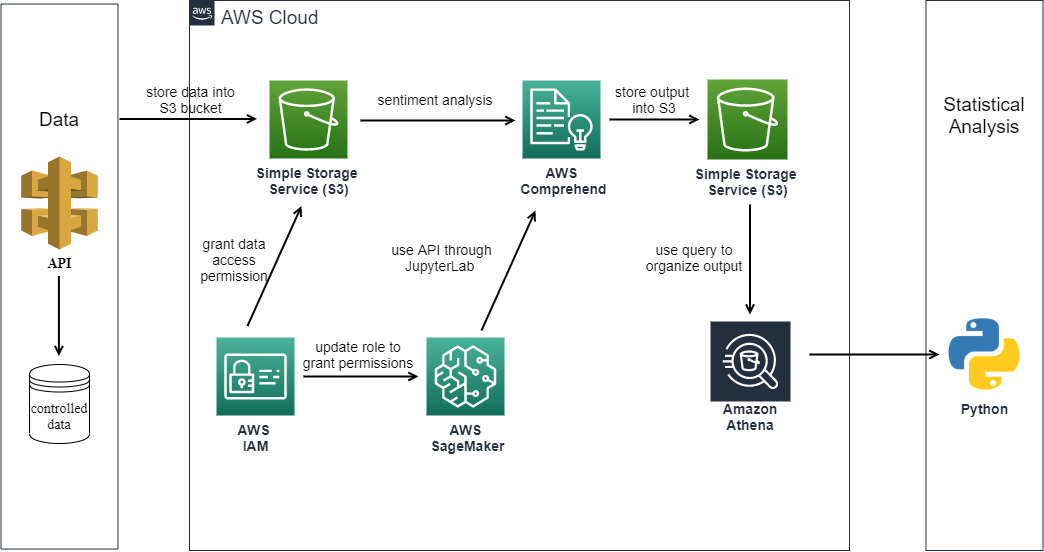 aws
AWS Cloud
Data
API
controlled
data
store data into
S3 bucket
Simple Storage
Service (S3)
sentiment analysis
AWS
Comprehend
store output
into S3
Simple Storage
Service (S3)
grant data
access
permission
use API through
JupyterLab
use query to
organize output
AWS
IAM
update role to
grant permissions
AWS
SageMaker
Amazon
Athena
Statistical
Analysis
Python